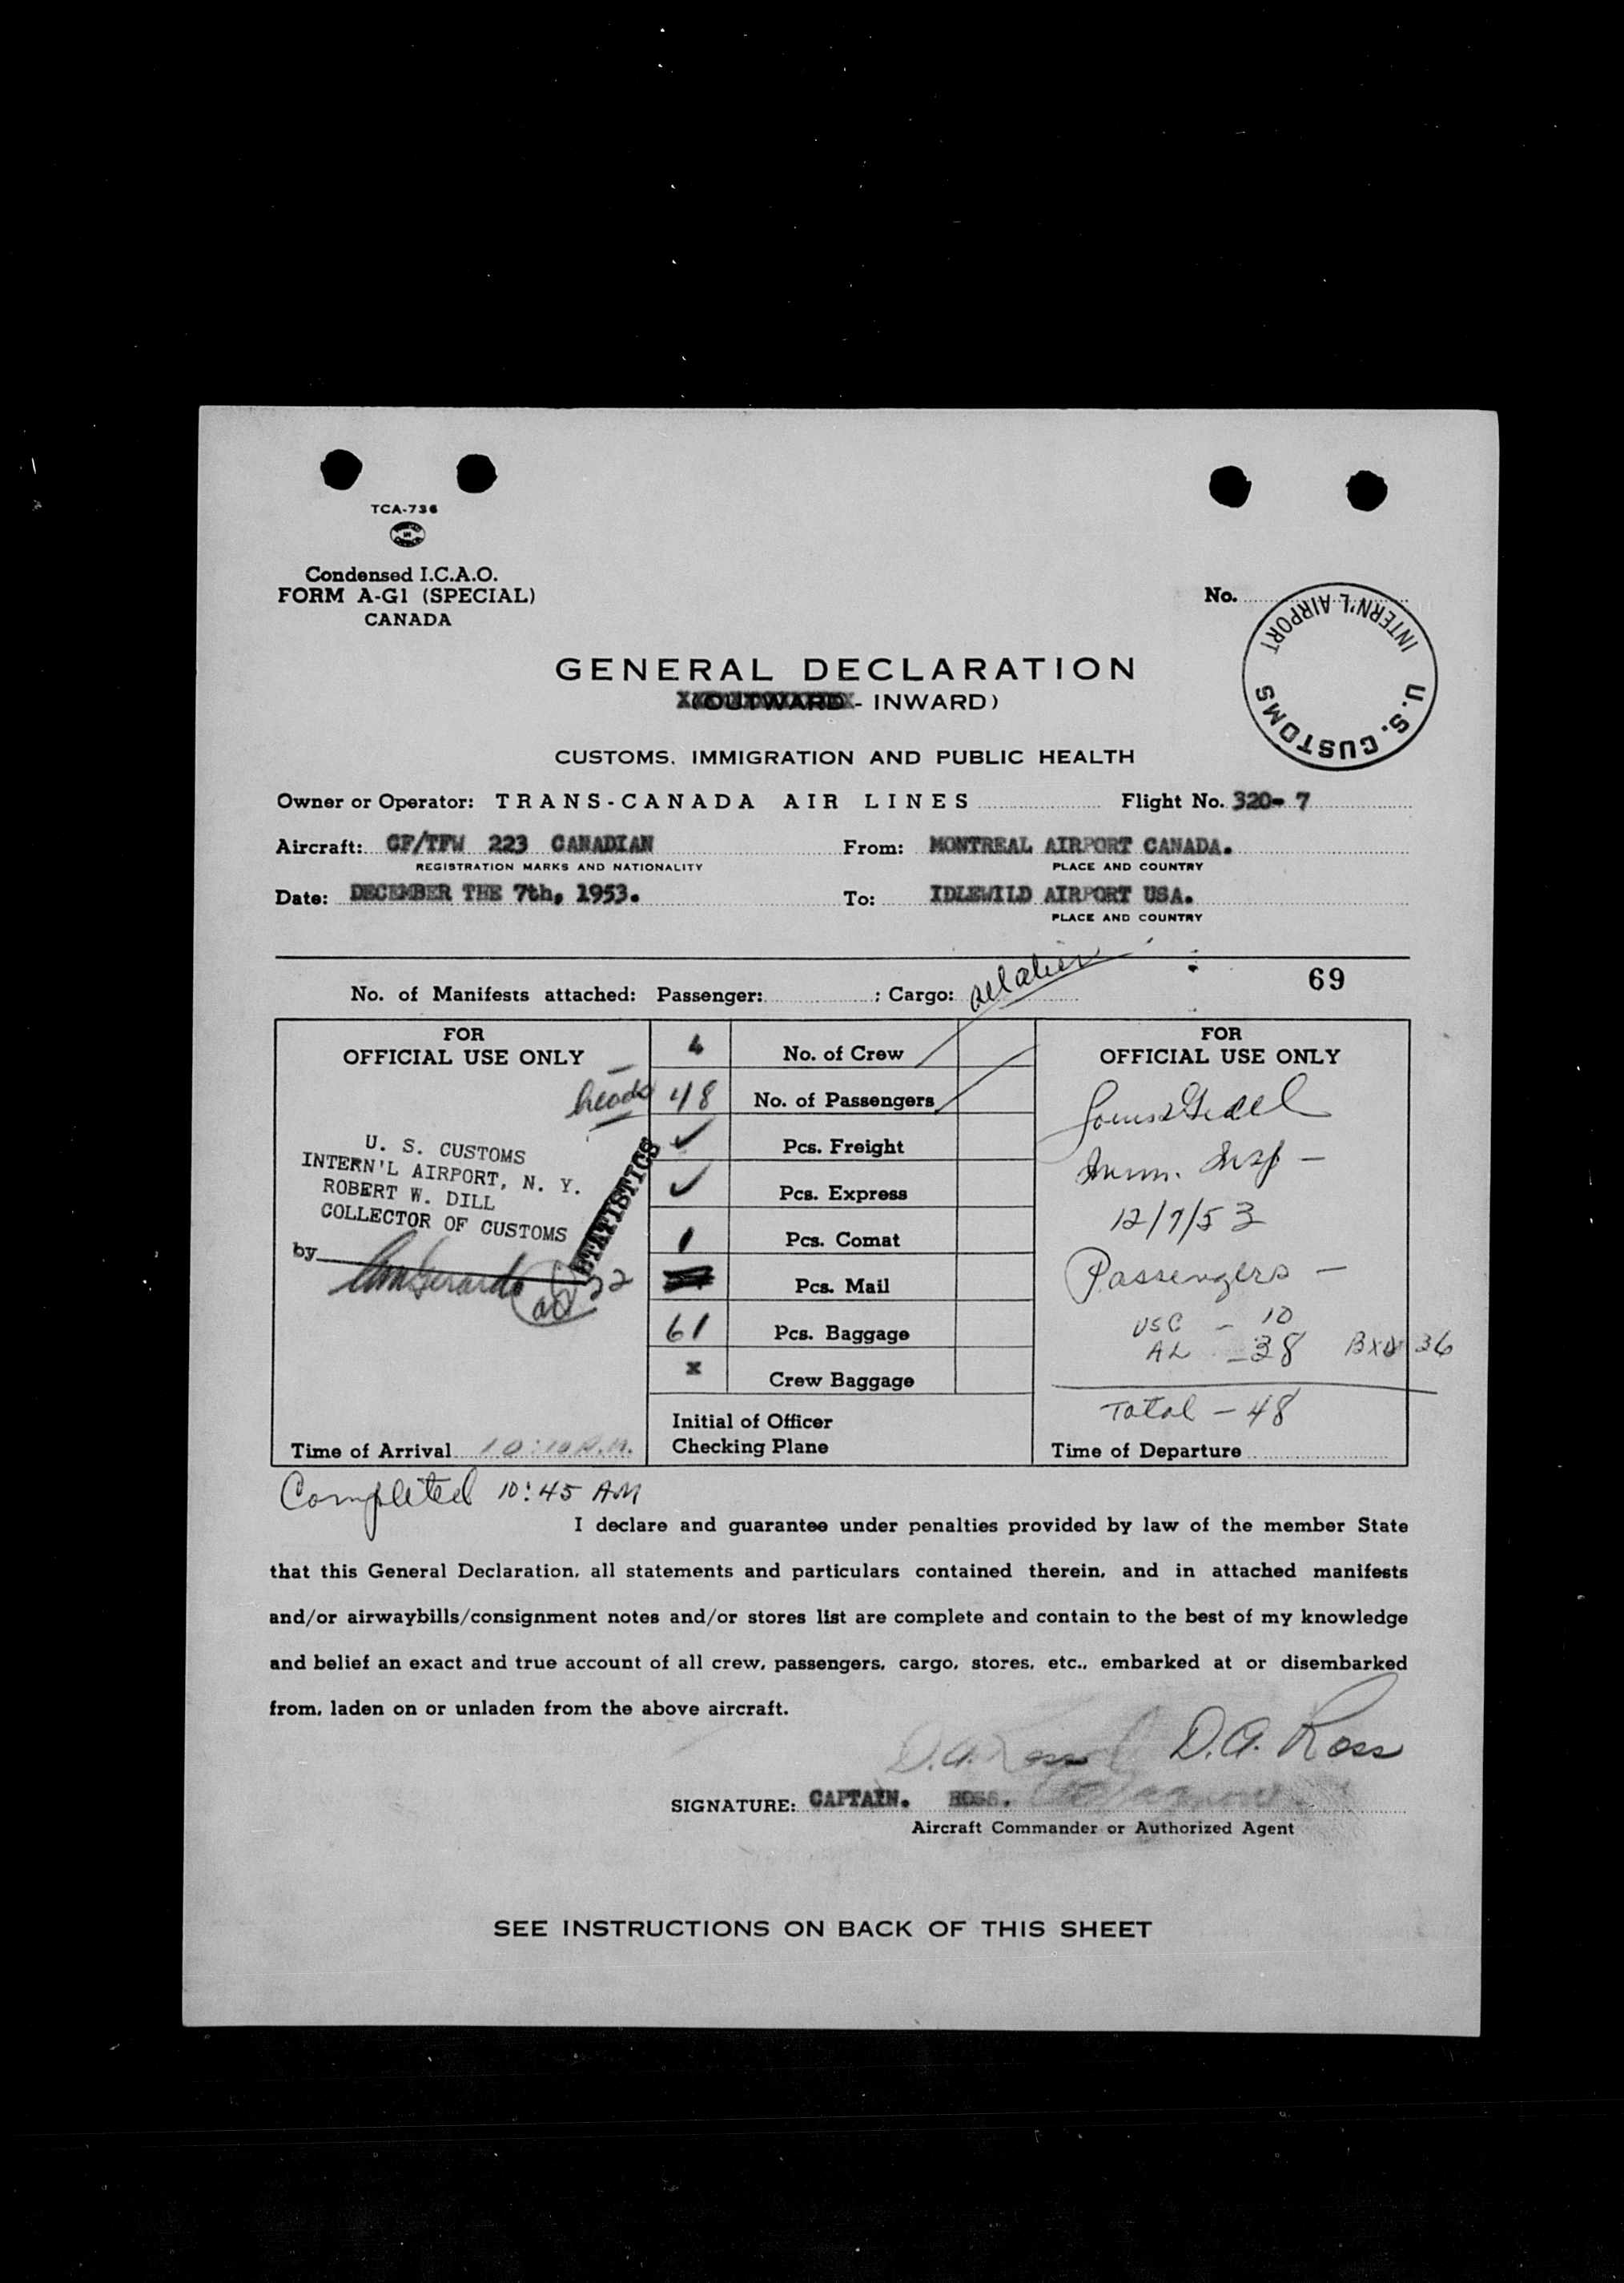 TCA-736
Condensed I.C.A.O.
FORM A-G1 (SPECIAL)
CANADA
No.
INTERN'L AIRPORT
U. S. CUSTOMS
GENERAL DECLARATION
(OUTWARD - INWARD)
CUSTOMS, IMMIGRATION AND PUBLIC HEALTH
Owner or Operator: TRANS-CANADA AIR LINES Flight No. 320-7
Aircraft: CF/TFW 223 CANADIAN From: MONTREAL AIRPORT CANADA.
REGISTRATION MARKS AND NATIONALITY PLACE AND COUNTRY
Date: DECEMBER THE 7th, 1953. To: IDLEWILD AIRPORT USA.
PLACE AND COUNTRY
69
No. of Manifests attached: Passenger: : Cargo:
all alien
FOR
OFFICIAL USE ONLY
heads
U. S. CUSTOMS
INTERN'L AIRPORT, N. Y.
ROBERT W. DILL
COLLECTOR OF CUSTOMS
by
STATISTICS
22
Time of Arrival 10:10 A.M.
4 No. of Crew
48 No. of Passengers
✓ Pcs. Freight
✓ Pcs. Express
1 Pcs. Comat
Pcs. Mail
61 Pcs. Baggage
x Crew Baggage
Initial of Officer
Checking Plane
FOR
OFFICIAL USE ONLY
Imm. Insp -
12/7/53
Passengers -
USC - 10
AL - 38 36
Total - 48
Time of Departure
Completed 10:45 AM
I declare and guarantee under penalties provided by law of the member State
that this General Declaration, all statements and particulars contained therein, and in attached manifests
and/or airwaybills/consignment notes and/or stores list are complete and contain to the best of my knowledge
and belief an exact and true account of all crew, passengers, cargo, stores, etc., embarked at or disembarked
from, laden on or unladen from the above aircraft.
D.A. Ross D.A. Ross
SIGNATURE: CAPTAIN. ROSS.
Aircraft Commander or Authorized Agent
SEE INSTRUCTIONS ON BACK OF THIS SHEET